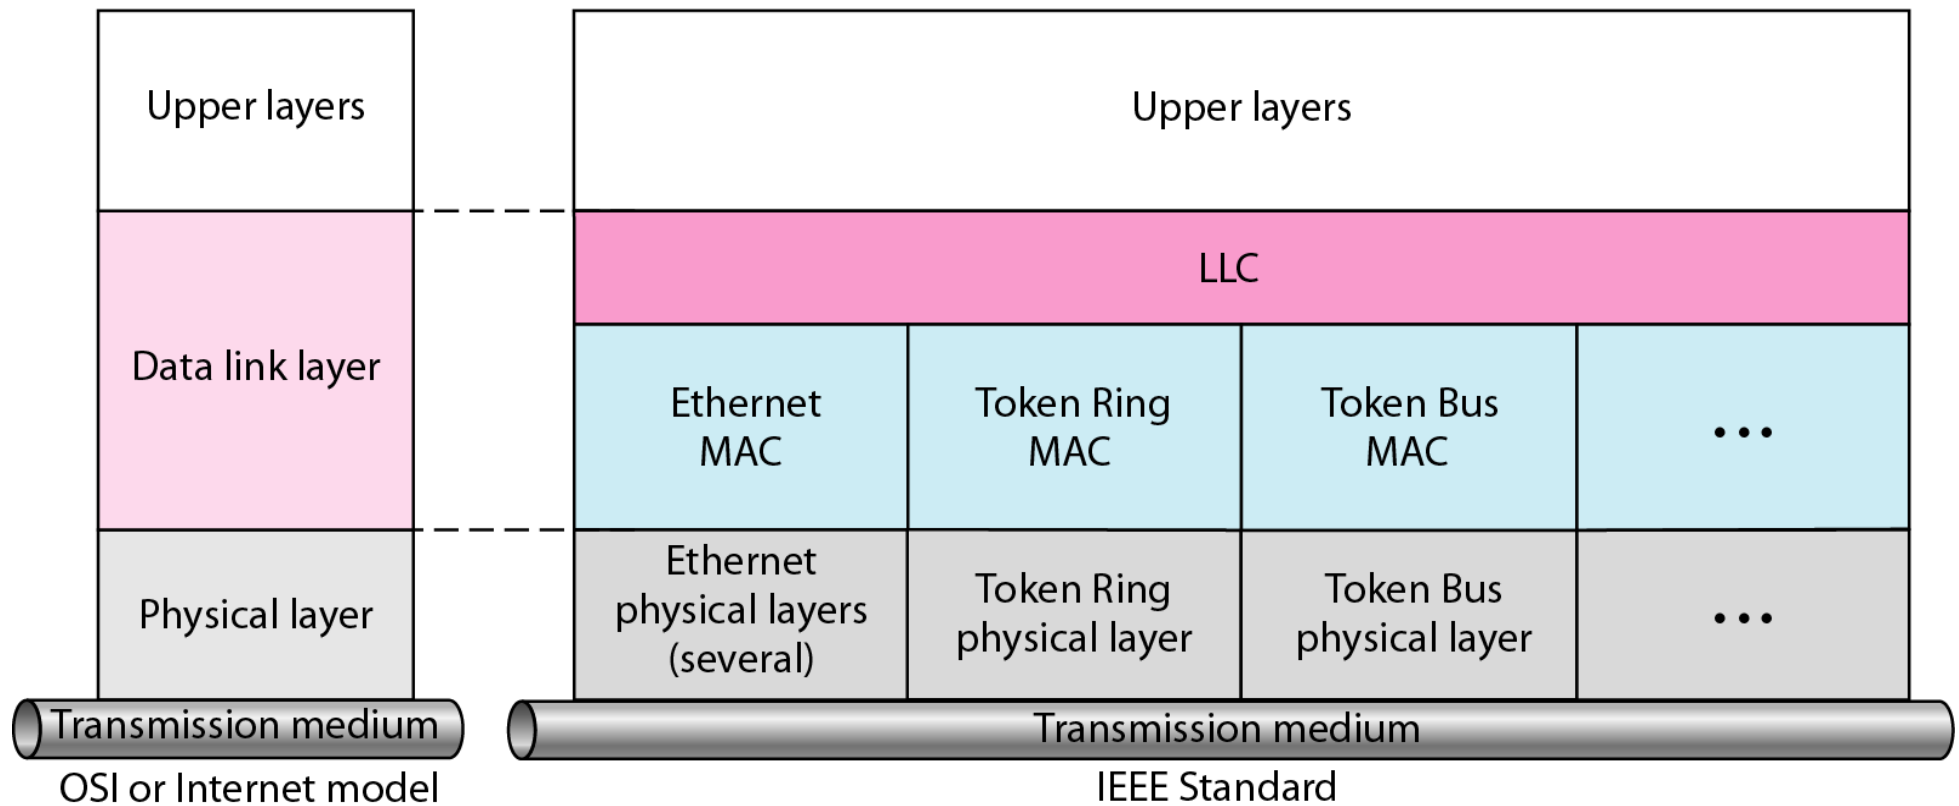 Upper layers
Data link layer
Physical layer
Transmission medium
OSI or Internet model
Upper layers
LLC
Ethernet
MAC
Token Ring
MAC
Token Bus
MAC
...
Ethernet
physical layers
(several)
Token Ring
physical layer
Token Bus
physical layer
...
Transmission medium
IEEE Standard